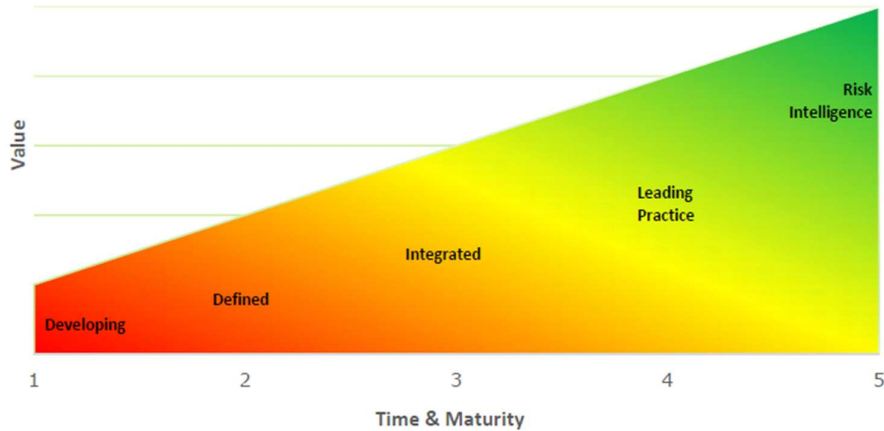 Value
Risk
Intelligence
Leading
Practice
Integrated
Defined
Developing
1 2 3 4 5
Time & Maturity